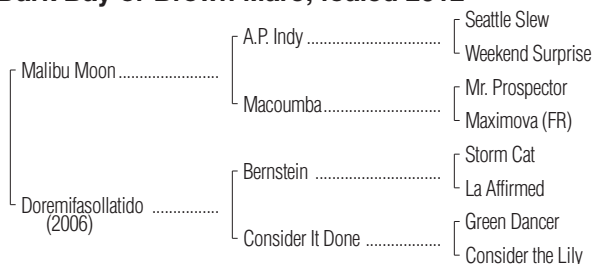 Dark Bay or Brown Mare; foaled 2012
Seattle Slew
A.P. Indy ..................................
Weekend Surprise
Malibu Moon .........................
Mr. Prospector
Macoumba..............................
Maximova (FR)
Storm Cat
Bernstein ................................
La Affirmed
Doremifasollatido .................
(2006)
Green Dancer
Consider It Done ...................
Consider the Lily